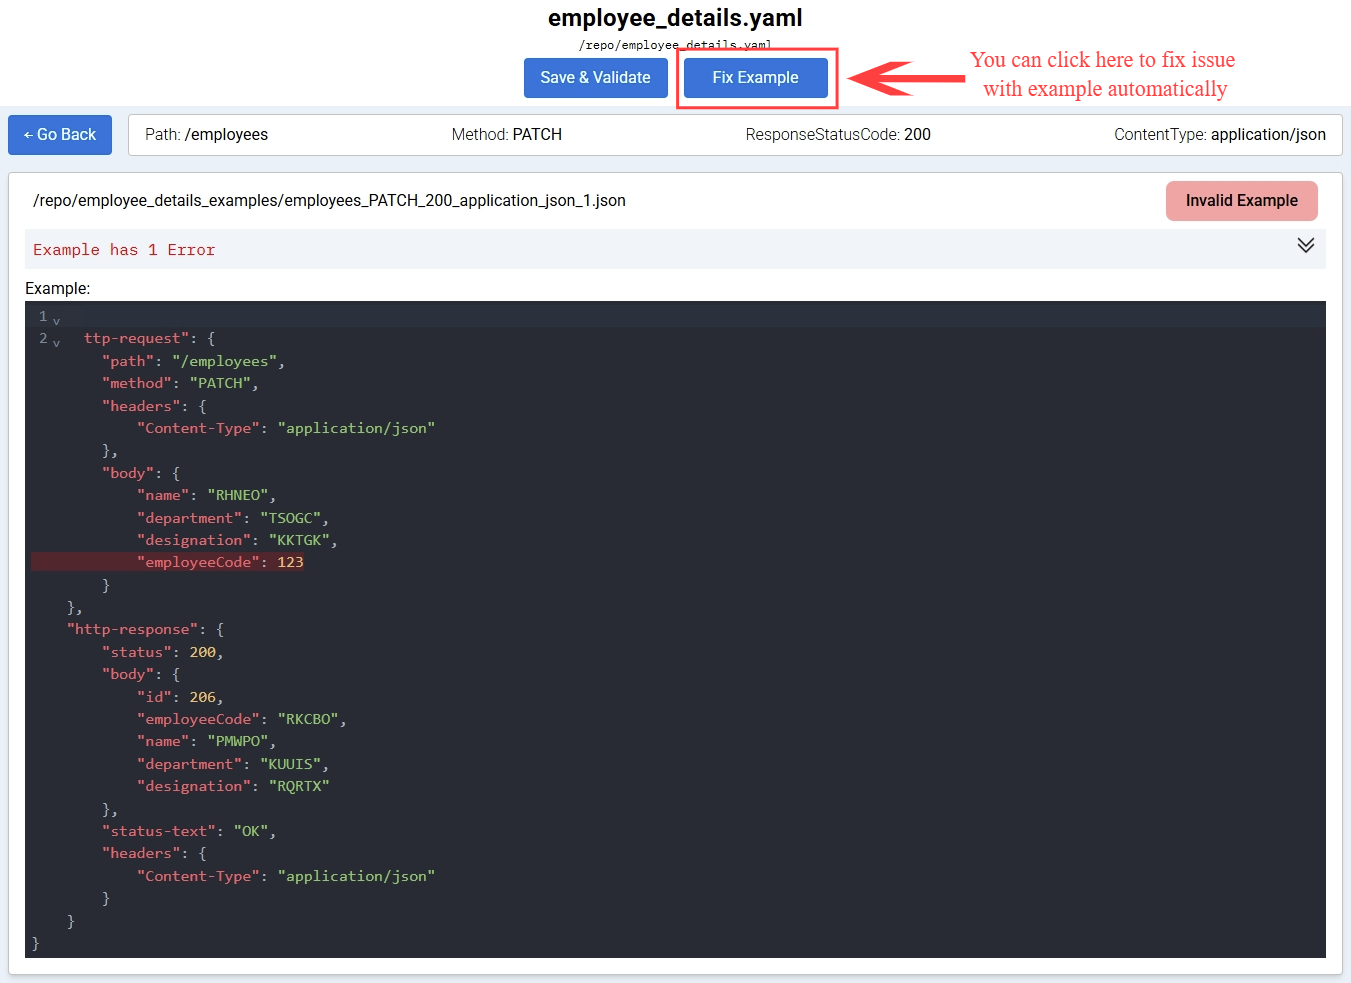 employee_details.yaml
/repo/employee_details.yaml
Save & Validate
Fix Example
You can click here to fix issue
with example automatically
← Go Back
Path: /employees
Method: PATCH
ResponseStatusCode: 200
ContentType: application/json
/repo/employee_details_examples/employees_PATCH_200_application_json_1.json
Invalid Example
Example has 1 Error
Example:
1
2 ttp-request": {
"path": "/employees",
"method": "PATCH",
"headers": {
"Content-Type": "application/json"
},
"body": {
"name": "RHNEO",
"department": "TSOGC",
"designation": "KKTGK",
"employeeCode": 123
}
},
"http-response": {
"status": 200,
"body": {
"id": 206,
"employeeCode": "RKCBO",
"name": "PMWPO",
"department": "KUUIS",
"designation": "RQRTX"
},
"status-text": "OK",
"headers": {
"Content-Type": "application/json"
}
}
}